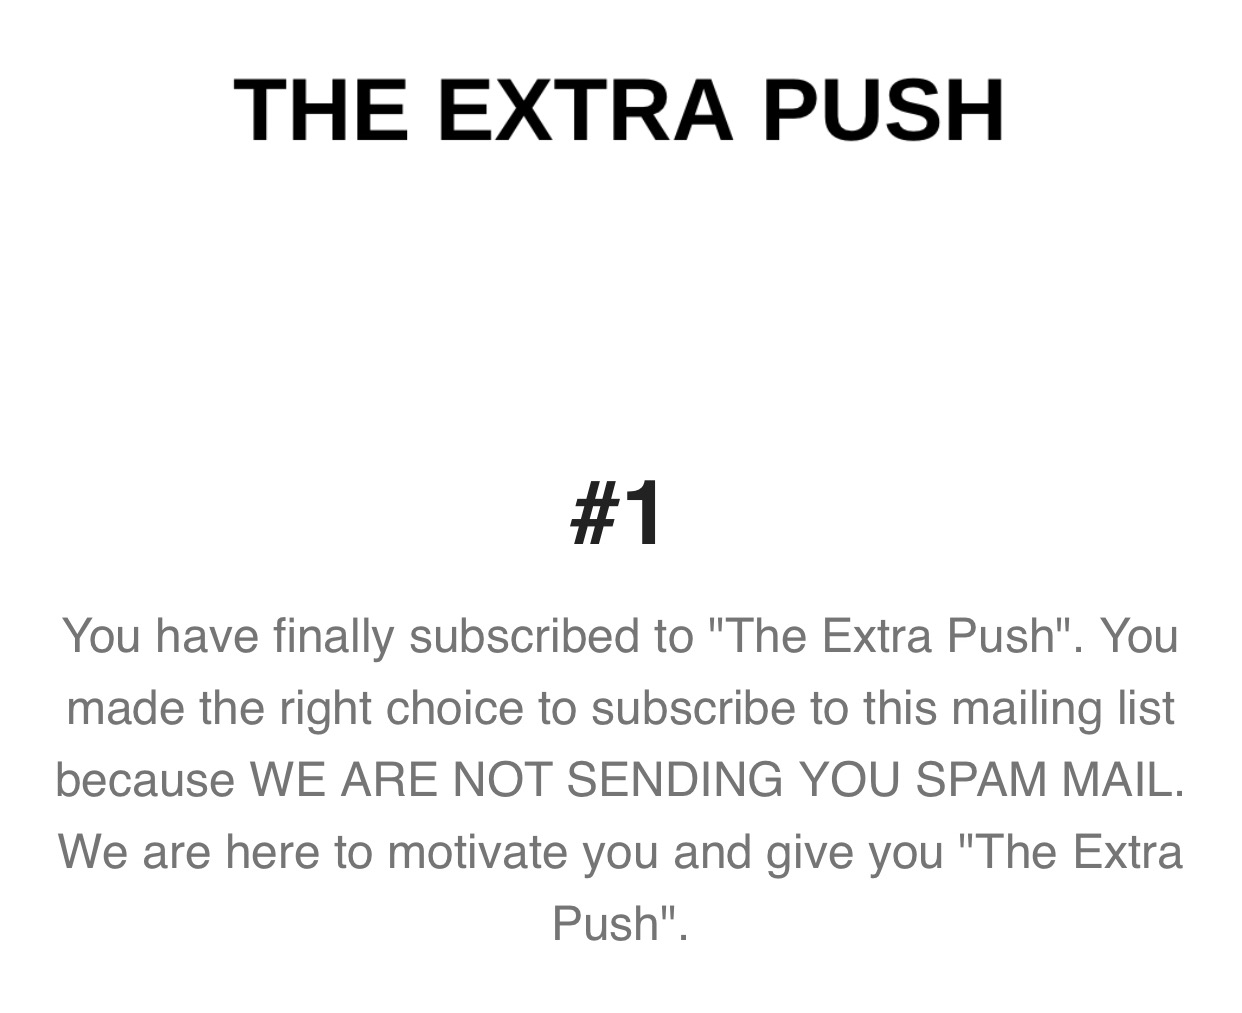 THE EXTRA PUSH
#1
You have finally subscribed to "The Extra Push". You
made the right choice to subscribe to this mailing list
because WE ARE NOT SENDING YOU SPAM MAIL.
We are here to motivate you and give you "The Extra
Push".